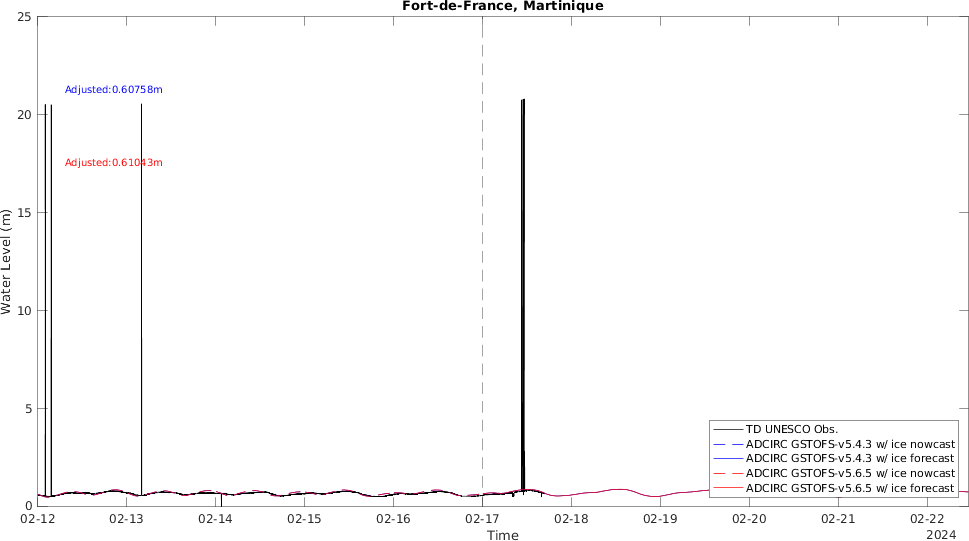 Fort-de-France, Martinique
25
20
15
10
5
0
Water Level (m)
Adjusted:0.60758m
Adjusted:0.61043m
TD UNESCO Obs.
ADCIRC GSTOFS-v5.4.3 w/ ice nowcast
ADCIRC GSTOFS-v5.4.3 w/ ice forecast
ADCIRC GSTOFS-v5.6.5 w/ ice nowcast
ADCIRC GSTOFS-v5.6.5 w/ ice forecast
02-12 02-13 02-14 02-15 02-16 02-17 02-18 02-19 02-20 02-21 02-22
Time
2024